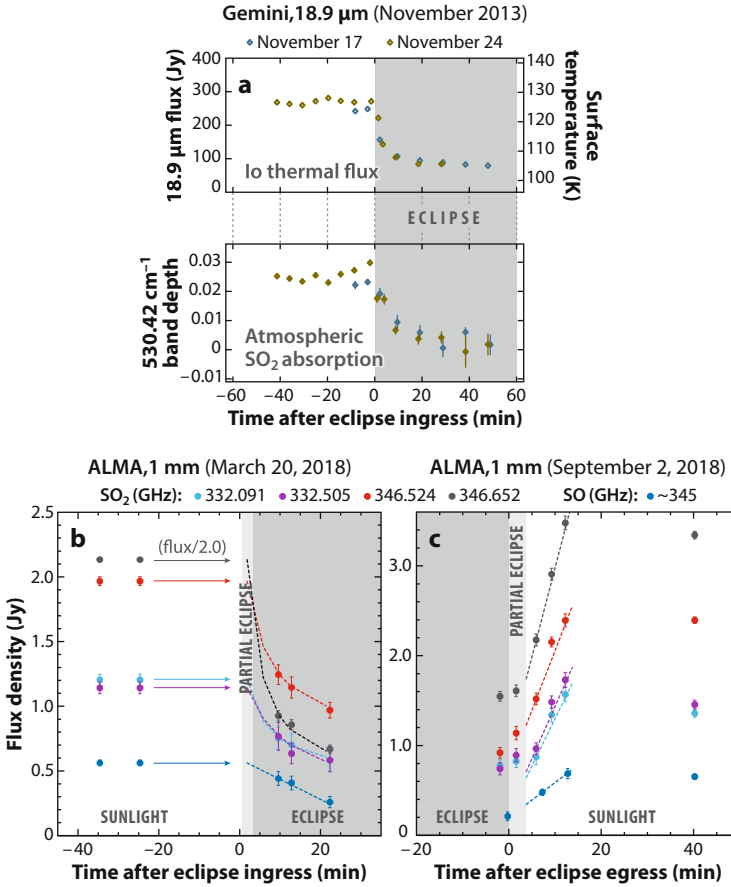 Gemini, 18.9 µm (November 2013)
November 17 November 24
a
400
300
200
100
0
18.9 µm flux (Jy)
140
130
120
110
105
Surface temperature (K)
Io thermal flux
ECLIPSE
0.03
0.02
0.01
0
−0.01
530.42 cm⁻¹ band depth
Atmospheric
SO₂ absorption
−60 −40 −20 0 20 40 60
Time after eclipse ingress (min)
ALMA, 1 mm (March 20, 2018) ALMA, 1 mm (September 2, 2018)
SO₂ (GHz): 332.091 332.505 346.524 346.652 SO (GHz): ~345
b
2.5
2.0
1.5
1.0
0.5
0
Flux density (Jy)
(flux/2.0)
PARTIAL ECLIPSE
SUNLIGHT ECLIPSE
−40 −20 0 20
Time after eclipse ingress (min)
c
3.0
2.0
1.0
0
PARTIAL ECLIPSE
ECLIPSE SUNLIGHT
−20 0 20 40
Time after eclipse egress (min)